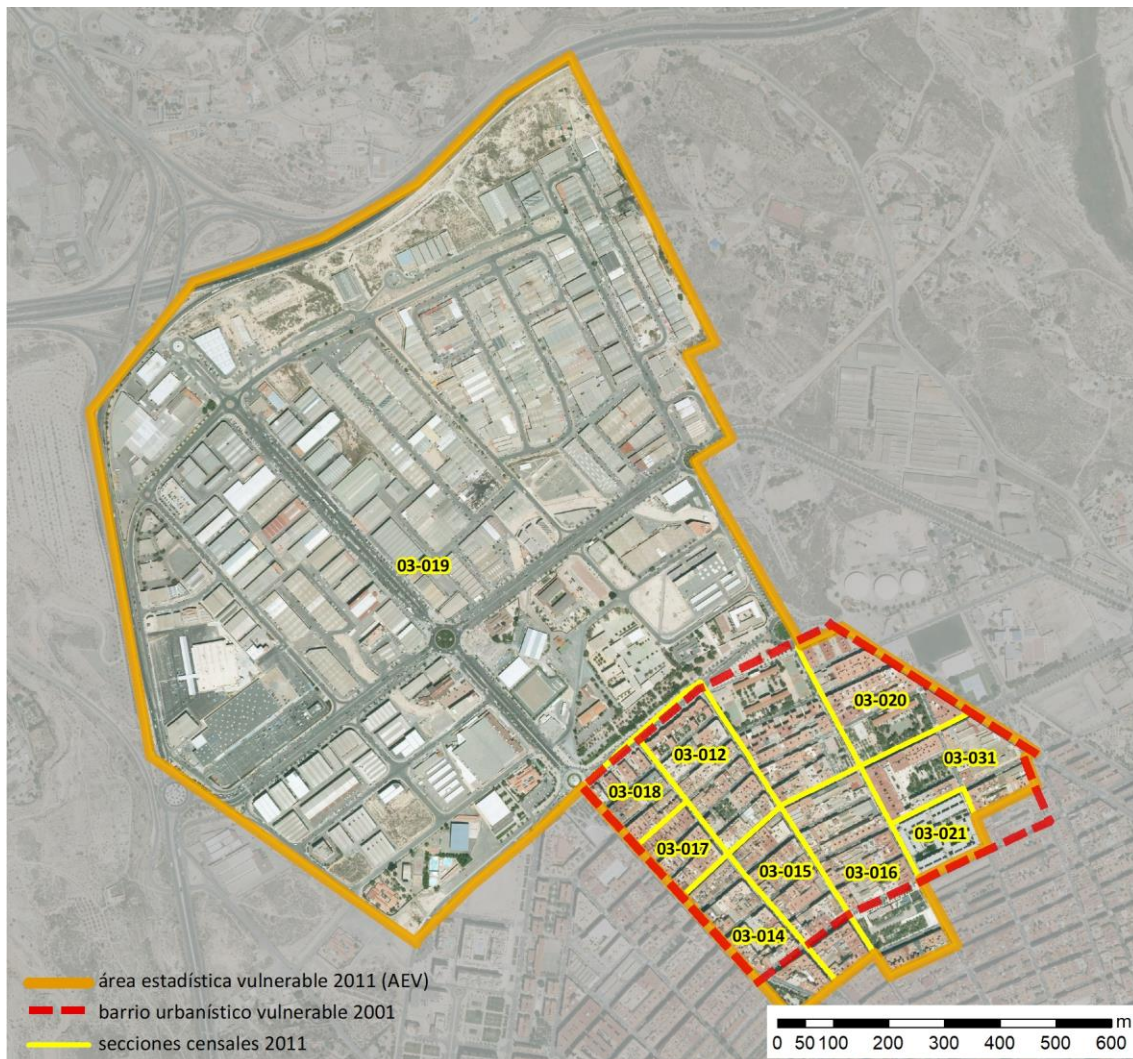 03-019
03-020
03-012
03-031
03-018
03-021
03-017
03-015
03-016
03-014
área estadística vulnerable 2011 (AEV)
barrio urbanístico vulnerable 2001
secciones censales 2011
m
0 50 100 200 300 400 500 600